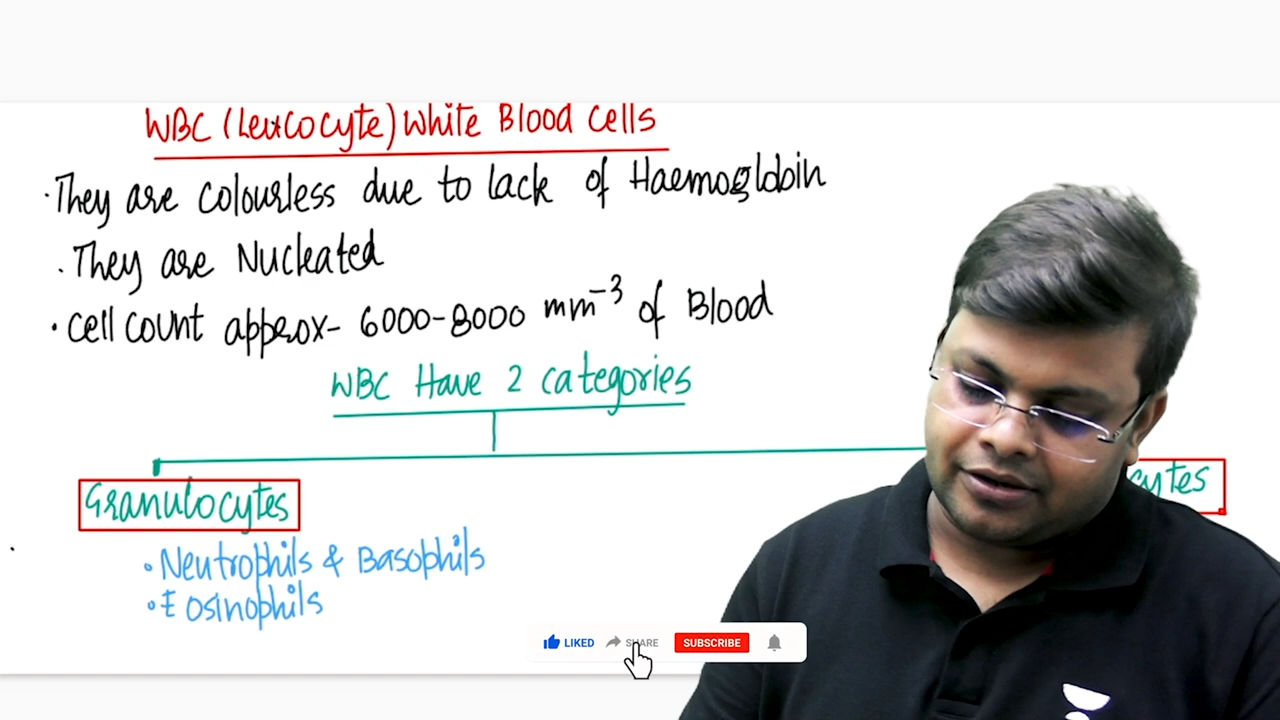 WBC (Leucocyte) White Blood Cells
· They are colourless due to lack of Haemoglobin
· They are Nucleated
· Cell count approx- 6000-8000 mm⁻³ of Blood
WBC Have 2 categories
Granulocytes
· Neutrophils & Basophils
· Eosinophils
LIKED SHARE SUBSCRIBE